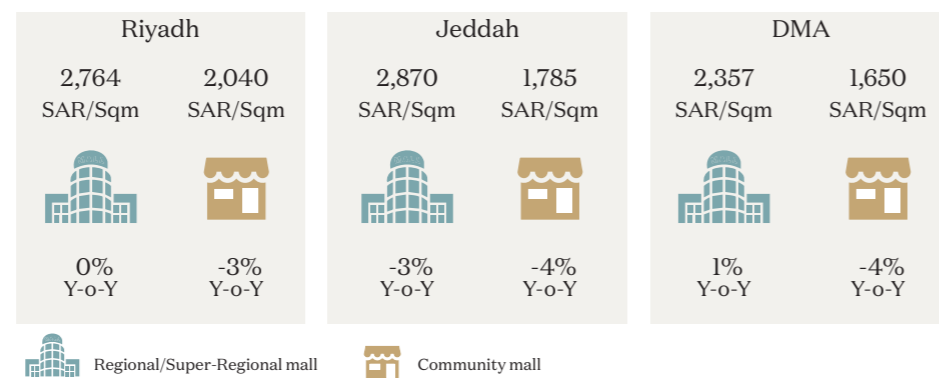 Riyadh
2,764 2,040
SAR/Sqm SAR/Sqm
0% -3%
Y-o-Y Y-o-Y
Jeddah
2,870 1,785
SAR/Sqm SAR/Sqm
-3% -4%
Y-o-Y Y-o-Y
DMA
2,357 1,650
SAR/Sqm SAR/Sqm
1% -4%
Y-o-Y Y-o-Y
Regional/Super-Regional mall
Community mall